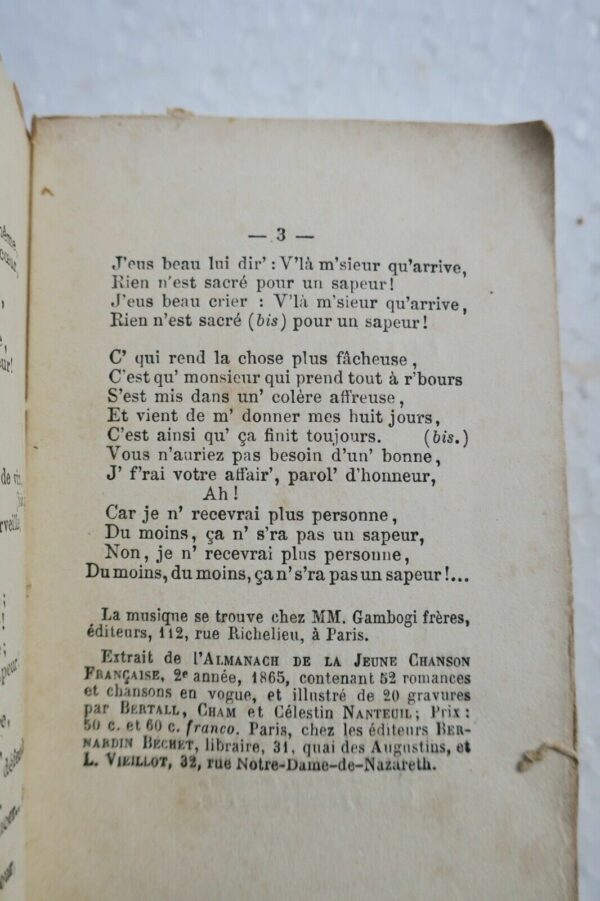 — 3 —
J'eus beau lui dir' : V'là m'sieur qu'arrive,
Rien n'est sacré pour un sapeur !
J'eus beau crier : V'là m'sieur qu'arrive,
Rien n'est sacré (bis) pour un sapeur !
C' qui rend la chose plus fâcheuse,
C'est qu' monsieur qui prend tout à r'bours
S'est mis dans un' colère affreuse,
Et vient de m' donner mes huit jours,
C'est ainsi qu' ça finit toujours. (bis.)
Vous n'auriez pas besoin d'un' bonne,
J' f'rai votre affair', parol' d'honneur,
Ah !
Car je n' recevrai plus personne,
Du moins, ça n' s'ra pas un sapeur,
Non, je n' recevrai plus personne,
Du moins, du moins, ça n' s'ra pas un sapeur !...
La musique se trouve chez MM. Gambogi frères,
éditeurs, 112, rue Richelieu, à Paris.
Extrait de l'ALMANACH DE LA JEUNE CHANSON
FRANÇAISE, 2e année, 1865, contenant 52 romances
et chansons en vogue, et illustré de 20 gravures
par BERTALL, CHAM et Célestin NANTEUIL; Prix :
50 c. et 60 c. franco. Paris, chez les éditeurs BER-
NARDIN BÉCHET, libraire, 31, quai des Augustins, et
L. VIEILLOT, 32, rue Notre-Dame-de-Nazareth.